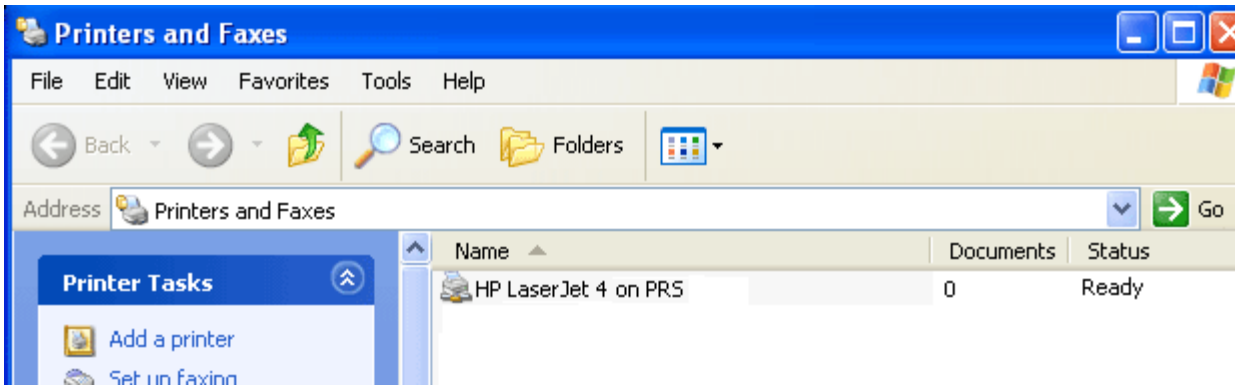 Printers and Faxes
File Edit View Favorites Tools Help
Back Search Folders
Address Printers and Faxes Go
Name Documents Status
Printer Tasks
HP LaserJet 4 on PRS 0 Ready
Add a printer
Set up faxing